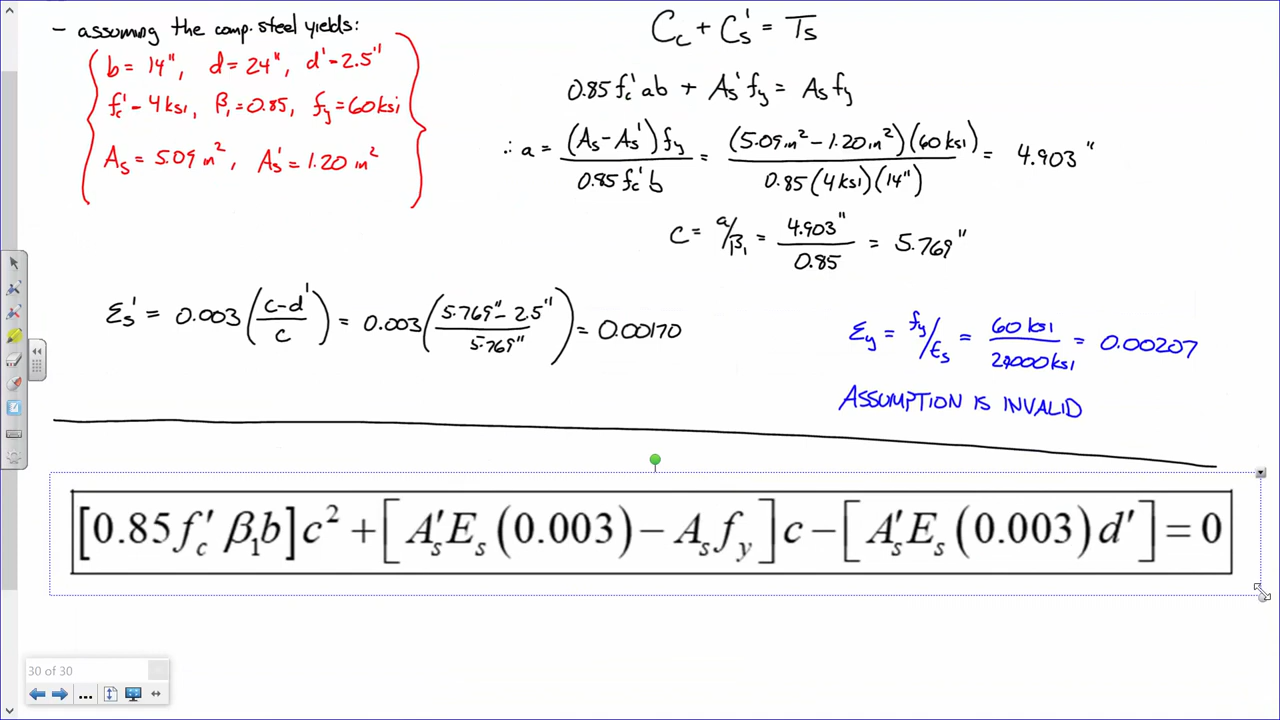 - assuming the comp. steel yields:
b = 14", d = 24", d' - 2.5"
f'c - 4 ksi, β1 = 0.85, fy = 60 ksi
As = 5.09 in², As' = 1.20 in²
Cc + Cs' = Ts
0.85 f'c ab + As' fy = As fy
∴ a = (As - As') fy / 0.85 f'c b = (5.09 in² - 1.20 in²)(60 ksi) / 0.85 (4 ksi)(14") = 4.903"
c = a/β1 = 4.903" / 0.85 = 5.769"
εs' = 0.003 ((c-d')/c) = 0.003 ((5.769" - 2.5") / 5.769") = 0.00170
εy = fy/Es = 60 ksi / 29000 ksi = 0.00207
ASSUMPTION IS INVALID
[0.85 f'c β1 b] c² + [A's Es (0.003) − As fy] c − [A's Es (0.003) d'] = 0
30 of 30